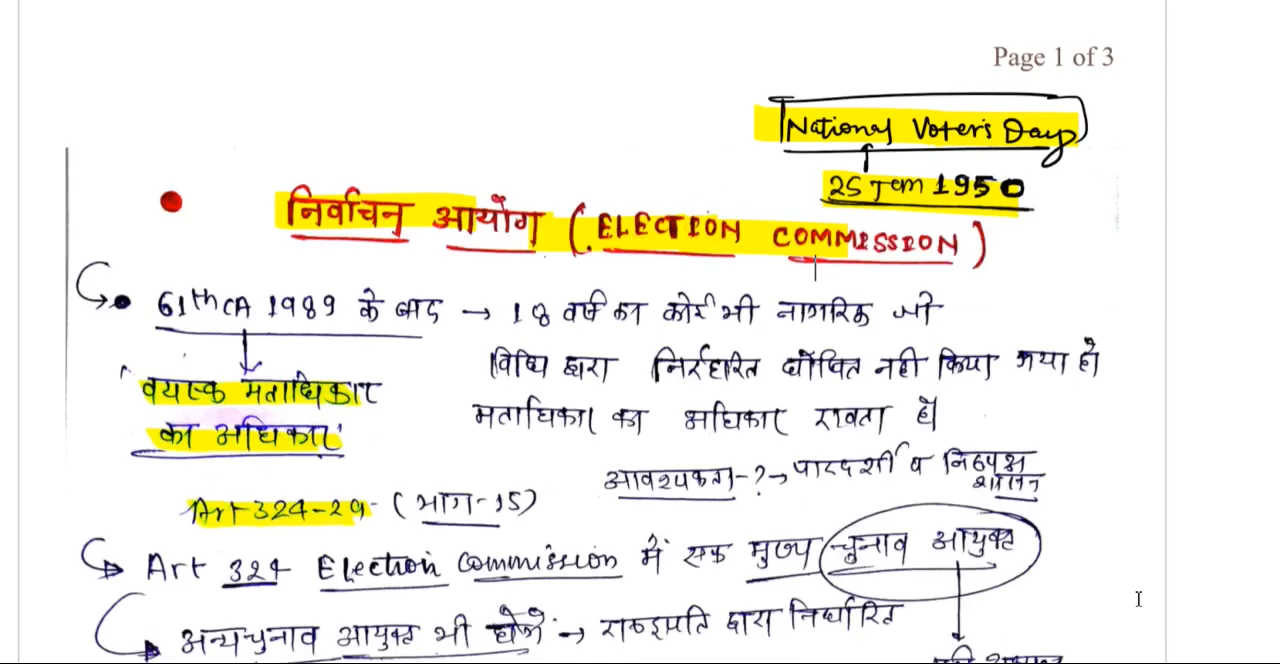 Page 1 of 3
National Voter's Day
25 Jan 1950
निर्वाचन आयोग (ELECTION COMMISSION)
61th CA 1989 के बाद → 18 वर्ष का कोई भी नागरिक जो
विधि द्वारा निर्रहारित घोषित नहीं किया गया हो
वयस्क मताधिकार
मताधिकार का अधिकार रखता है।
का अधिकार
आवश्यकता-?→ पारदर्शी व निष्पक्ष
शासन
Art 324-29 - (भाग-15)
Art 324 Election Commission में एक मुख्य चुनाव आयुक्त
अन्य चुनाव आयुक्त भी होंगे → राष्ट्रपति द्वारा निर्धारित